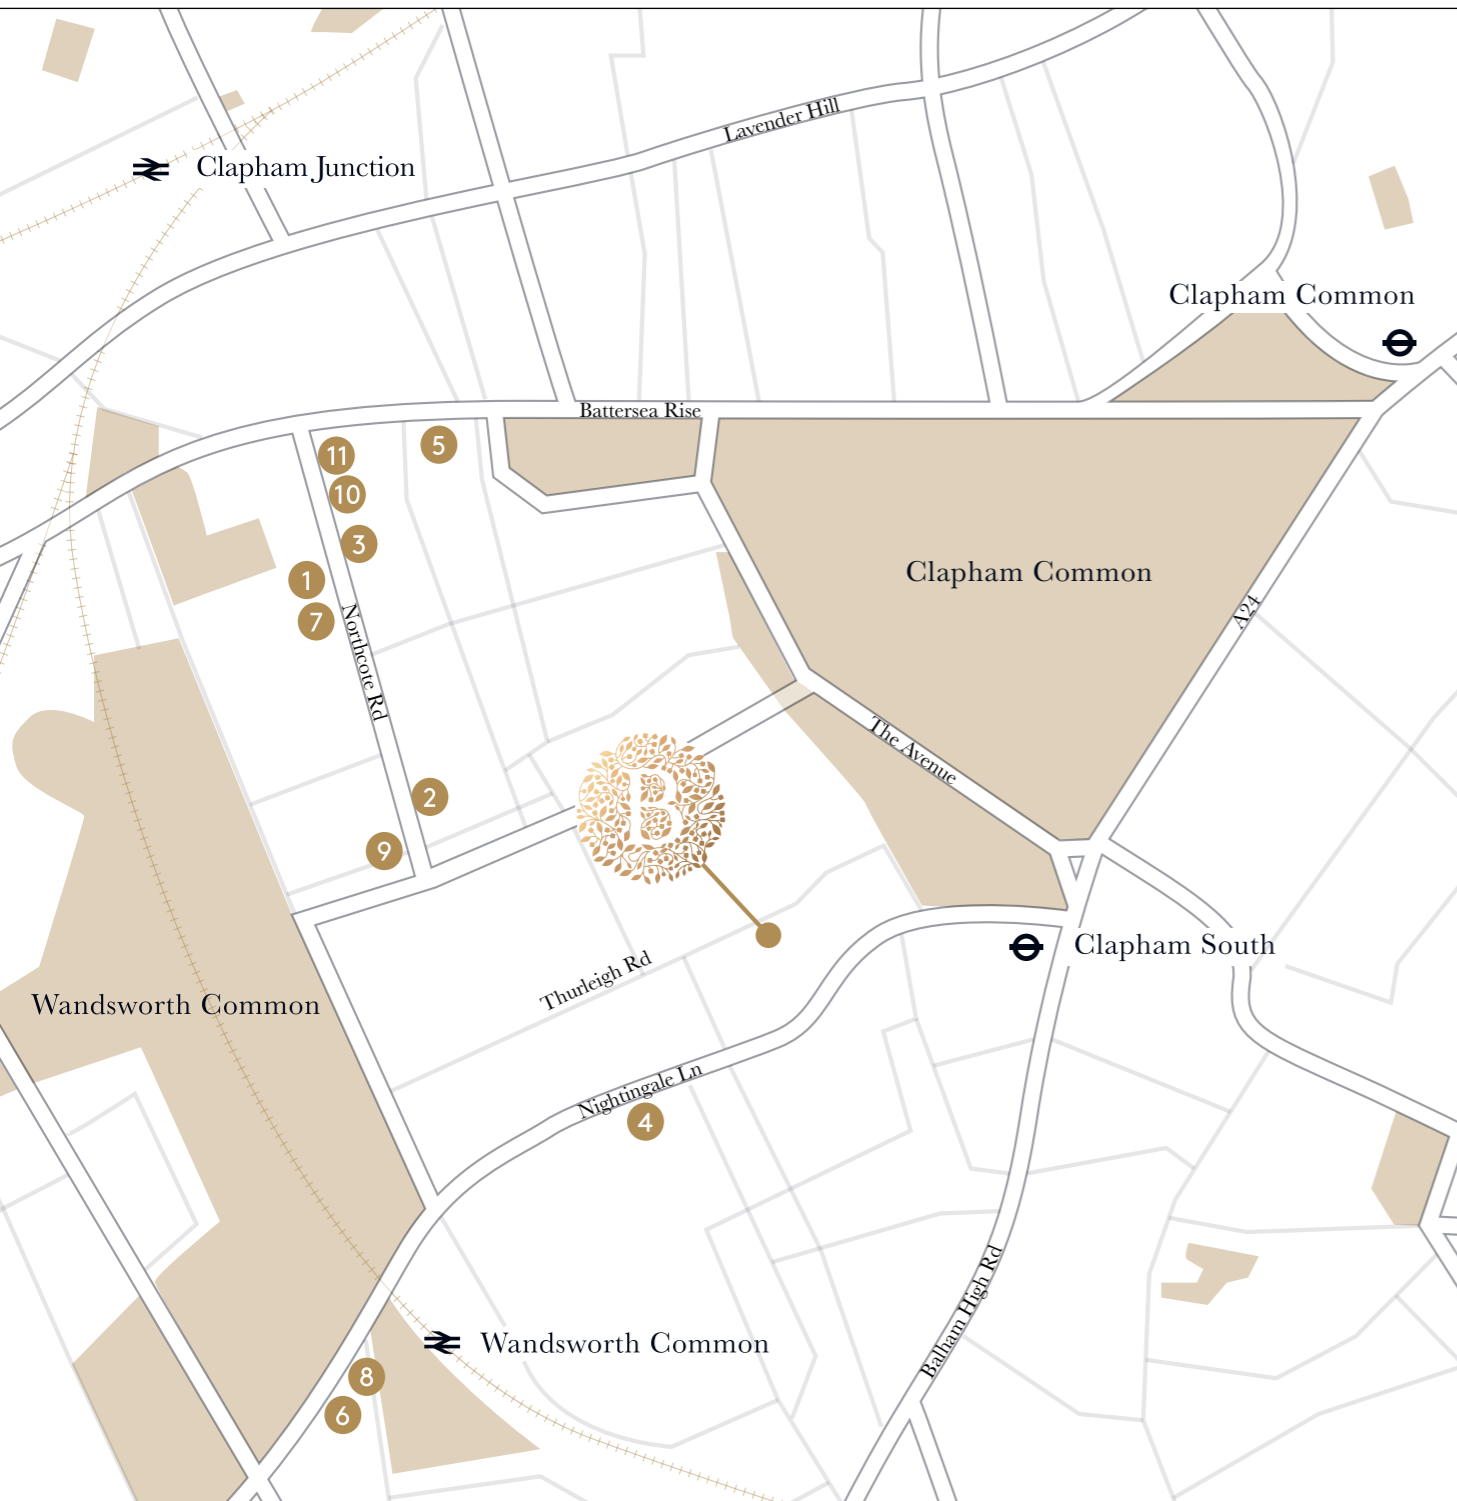 Lavender Hill
Clapham Junction
Clapham Common
Battersea Rise
5
11
10
3
Clapham Common
1
A24
7
Northcote Rd
The Avenue
2
B
9
Clapham South
Thurleigh Rd
Wandsworth Common
Nightingale Ln
4
Balham High Rd
Wandsworth Common
8
6